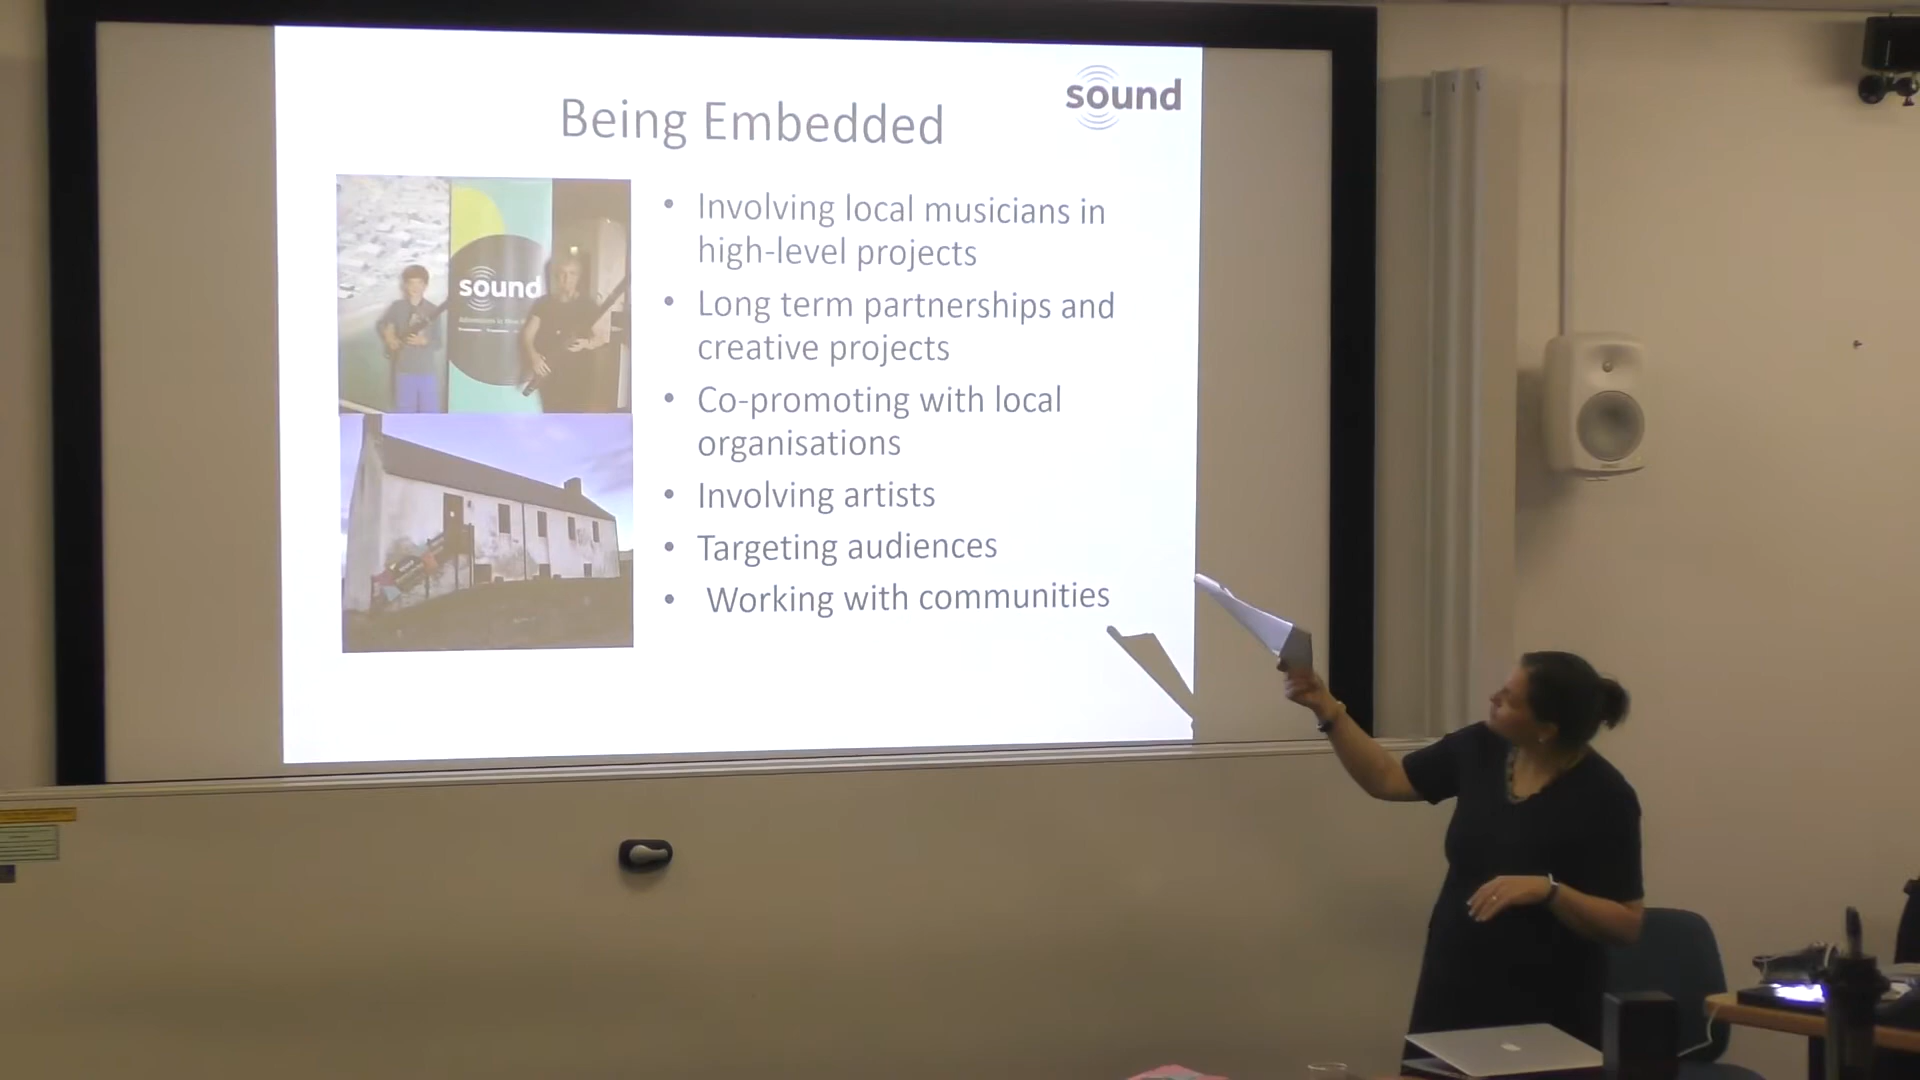 sound
Being Embedded
sound
• Involving local musicians in
high-level projects
• Long term partnerships and
creative projects
• Co-promoting with local
organisations
• Involving artists
• Targeting audiences
• Working with communities